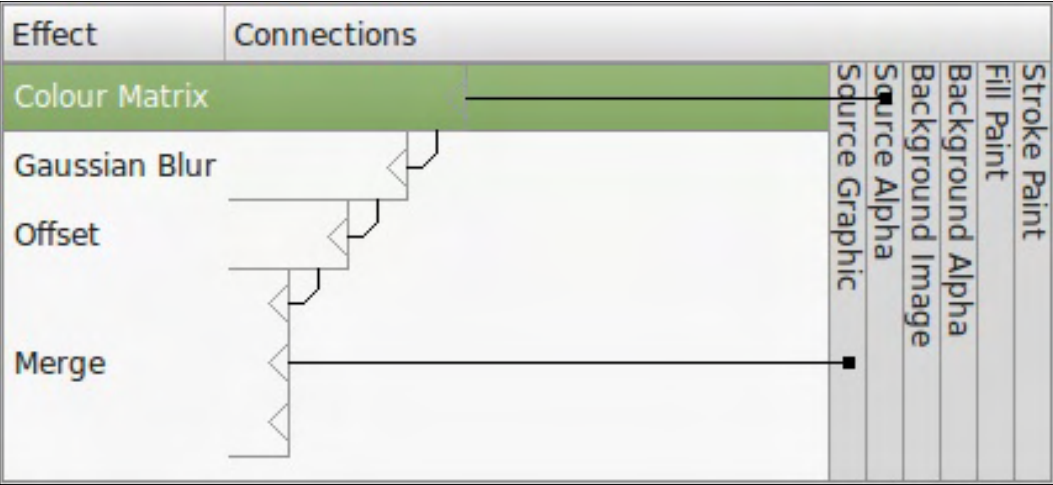 Effect Connections
Colour Matrix
Gaussian Blur
Offset
Merge
Source Graphic
Source Alpha
Background Image
Background Alpha
Fill Paint
Stroke Paint